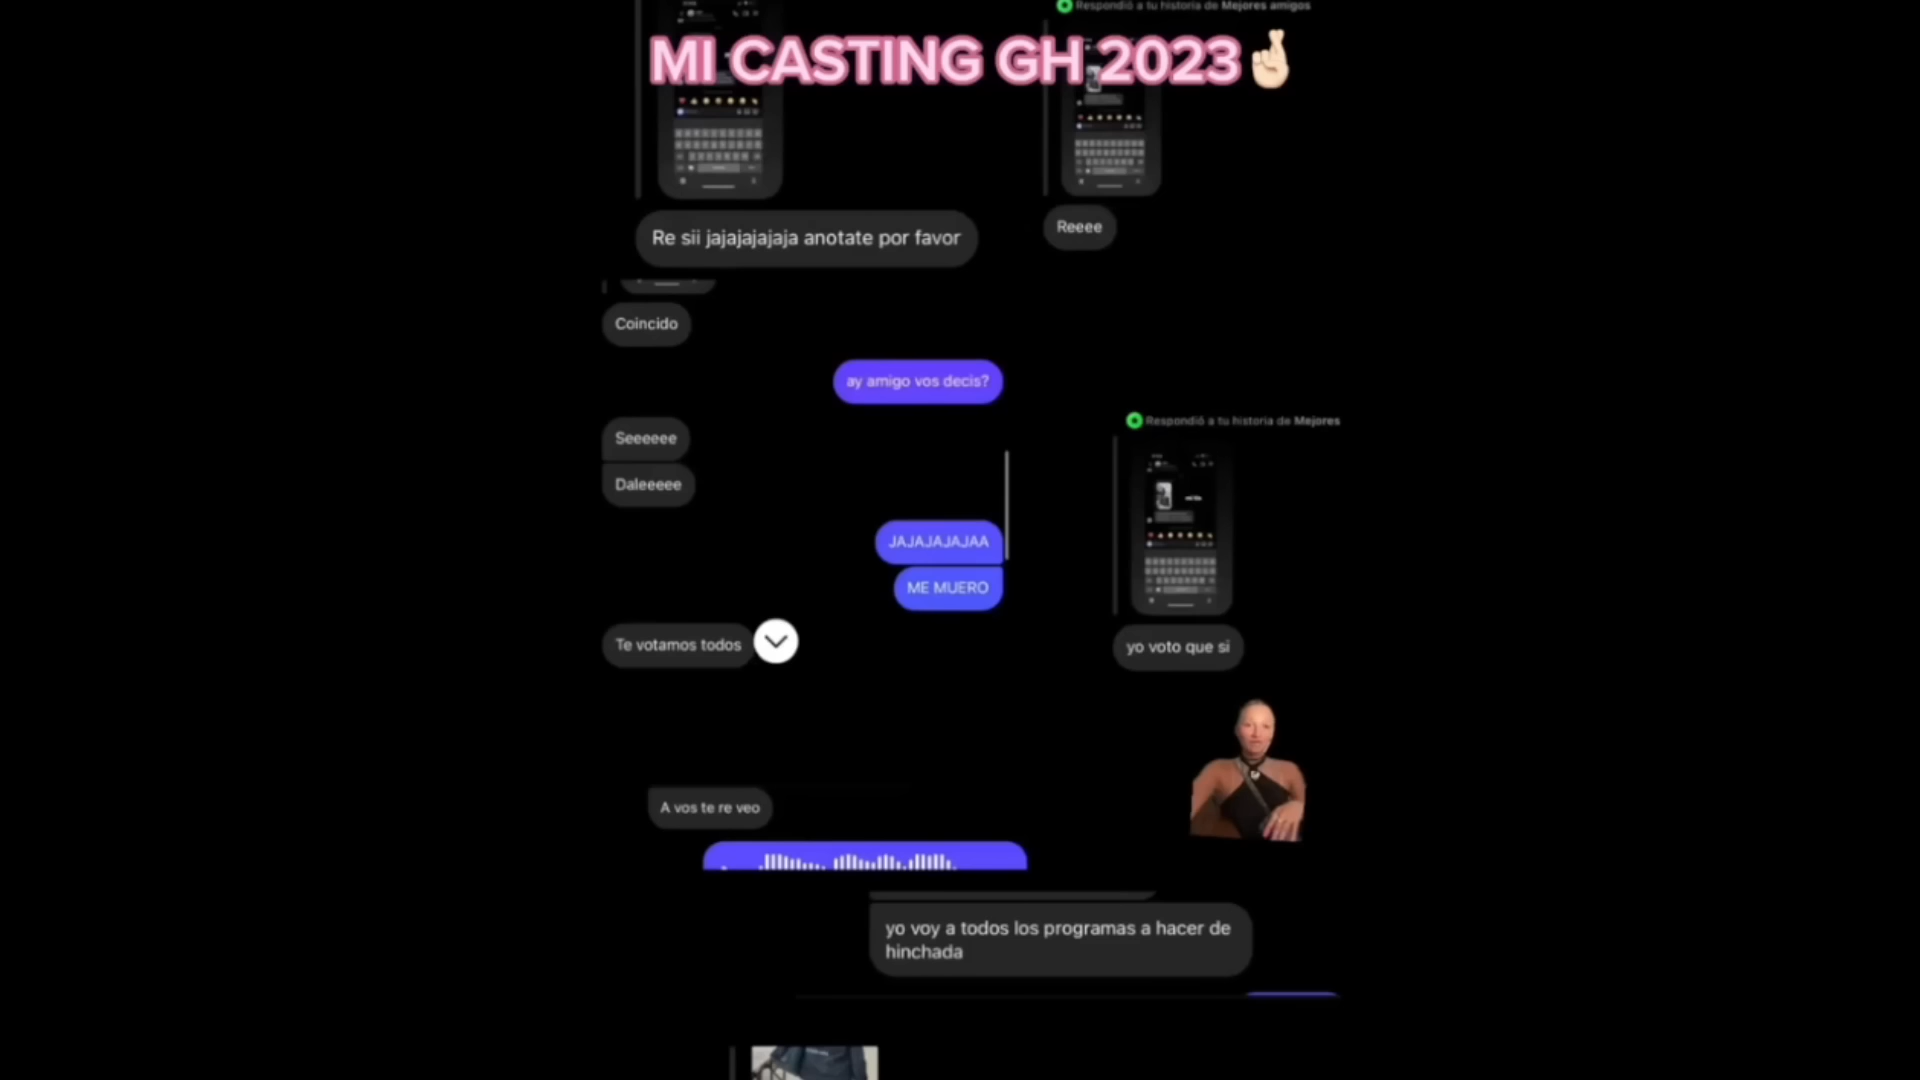 Respondió a tu historia de Mejores amigos
MI CASTING GH 2023🤞🏻
Re sii jajajajajaja anotate por favor
Reeee
Coincido
ay amigo vos decis?
Seeeeee
Daleeeee
Respondió a tu historia de Mejores
JAJAJAJAJAA
ME MUERO
Te votamos todos
yo voto que si
A vos te re veo
yo voy a todos los programas a hacer de
hinchada